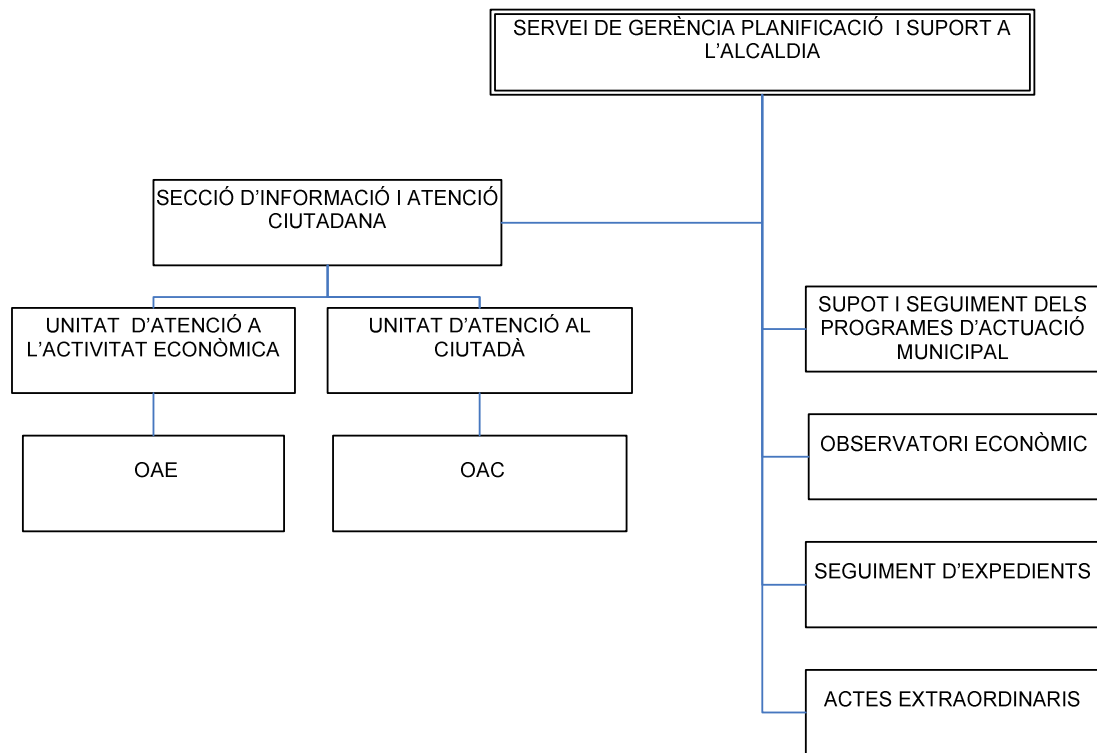 SERVEI DE GERÈNCIA PLANIFICACIÓ I SUPORT A
L'ALCALDIA
SECCIÓ D'INFORMACIÓ I ATENCIÓ
CIUTADANA
UNITAT D'ATENCIÓ A
L'ACTIVITAT ECONÒMICA
UNITAT D'ATENCIÓ AL
CIUTADÀ
OAE
OAC
SUPOT I SEGUIMENT DELS
PROGRAMES D'ACTUACIÓ
MUNICIPAL
OBSERVATORI ECONÒMIC
SEGUIMENT D'EXPEDIENTS
ACTES EXTRAORDINARIS